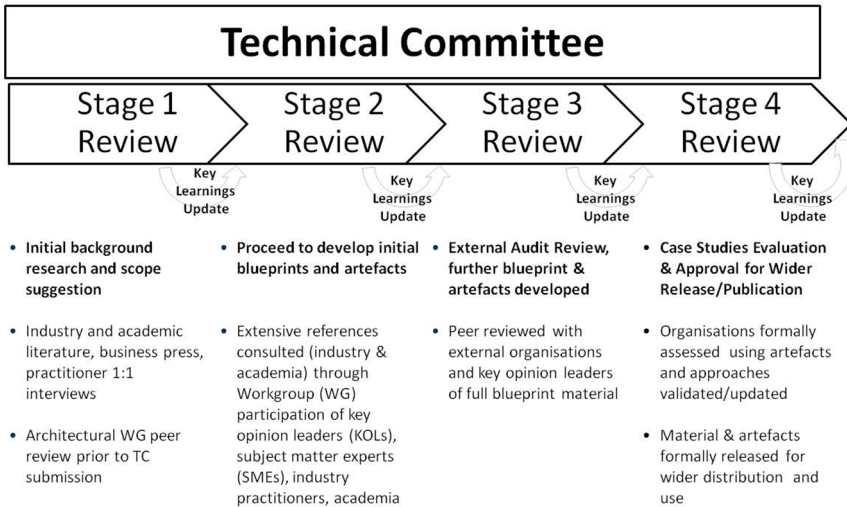 Technical Committee
Stage 1
Review
Stage 2
Review
Stage 3
Review
Stage 4
Review
Key
Learnings
Update
Key
Learnings
Update
Key
Learnings
Update
Key
Learnings
Update
• Initial background
research and scope
suggestion
• Industry and academic
literature, business press,
practitioner 1:1
interviews
• Architectural WG peer
review prior to TC
submission
• Proceed to develop initial
blueprints and artefacts
• Extensive references
consulted (industry &
academia) through
Workgroup (WG)
participation of key
opinion leaders (KOLs),
subject matter experts
(SMEs), industry
practitioners, academia
• External Audit Review,
further blueprint &
artefacts developed
• Peer reviewed with
external organisations
and key opinion leaders
of full blueprint material
• Case Studies Evaluation
& Approval for Wider
Release/Publication
• Organisations formally
assessed using artefacts
and approaches
validated/updated
• Material & artefacts
formally released for
wider distribution and
use